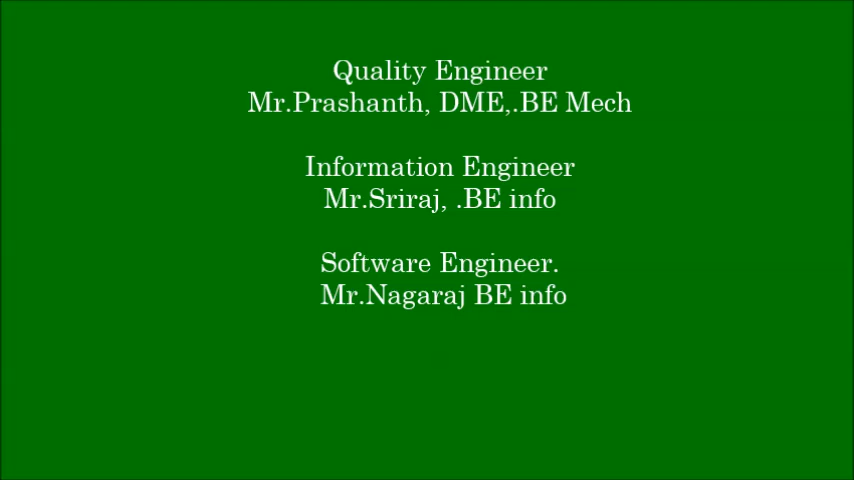 Quality Engineer
Mr.Prashanth, DME,.BE Mech
Information Engineer
Mr.Sriraj, .BE info
Software Engineer.
Mr.Nagaraj BE info